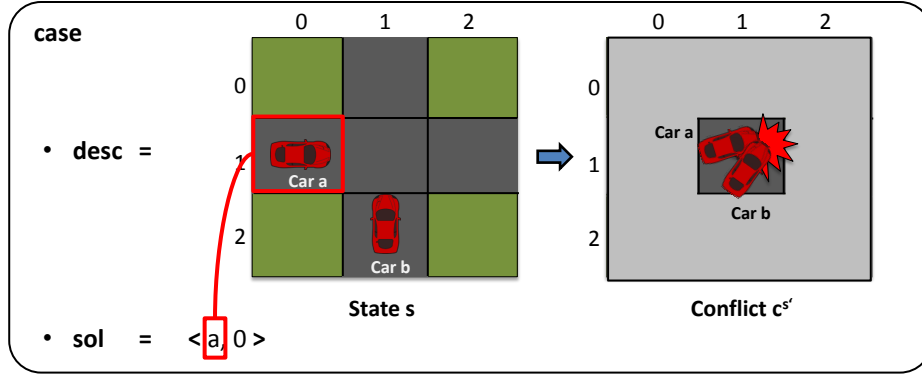 case
0 1 2
0 1 2
0
0
• desc =
1
Car a
Car a
1
2
Car b
Car b
2
State s
Conflict cˢ‘
• sol = < a, 0 >